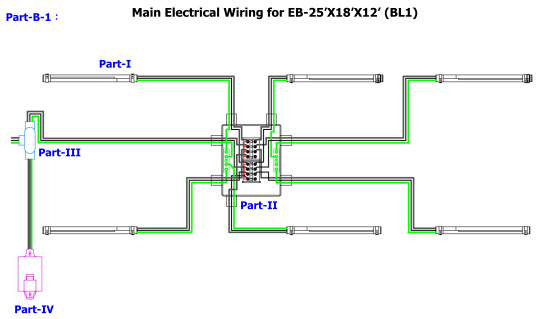 Main Electrical Wiring for EB-25’X18’X12’ (BL1)
Part-B-1 :
Part-I
Part-III
Part-II
Part-IV